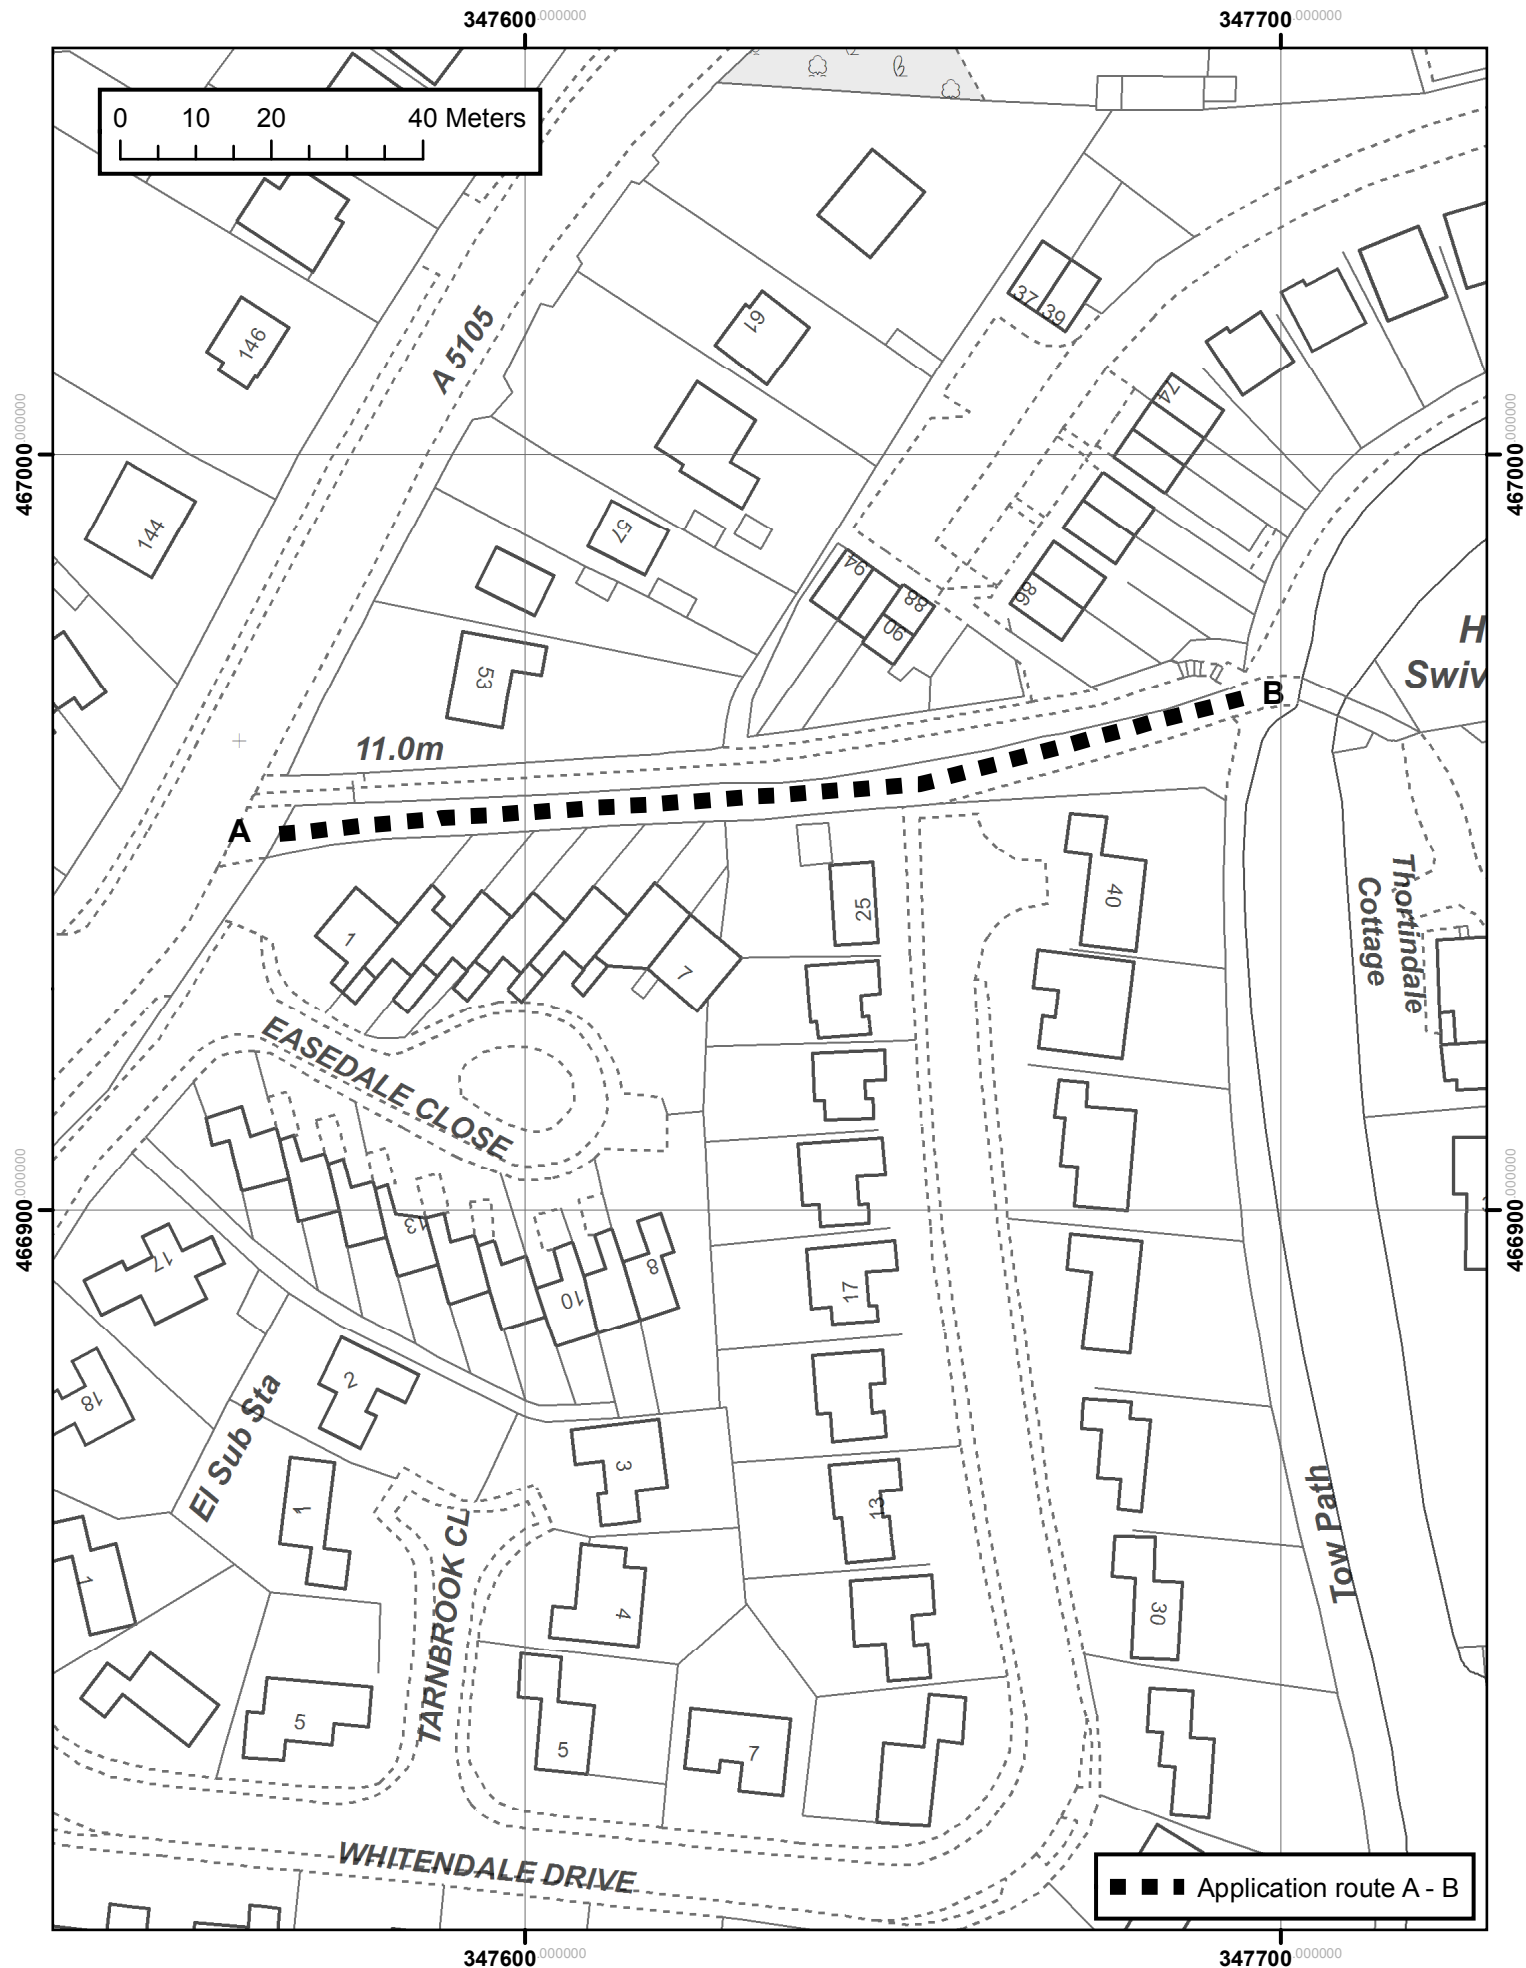 347600.000000
347700.000000
0 10 20 40 Meters
A 5105
146
61
37
39
74
467000.000000
467000.000000
144
57
94
88
90
86
53
H
Swiv
11.0m
B
A
1
7
25
40
Thortindale
Cottage
EASEDALE CLOSE
13
17
8
10
17
466900.000000
466900.000000
18
2
El Sub Sta
3
1
13
Tow Path
1
4
30
TARNBROOK CL
5
5
7
WHITENDALE DRIVE
Application route A - B
347600.000000
347700.000000